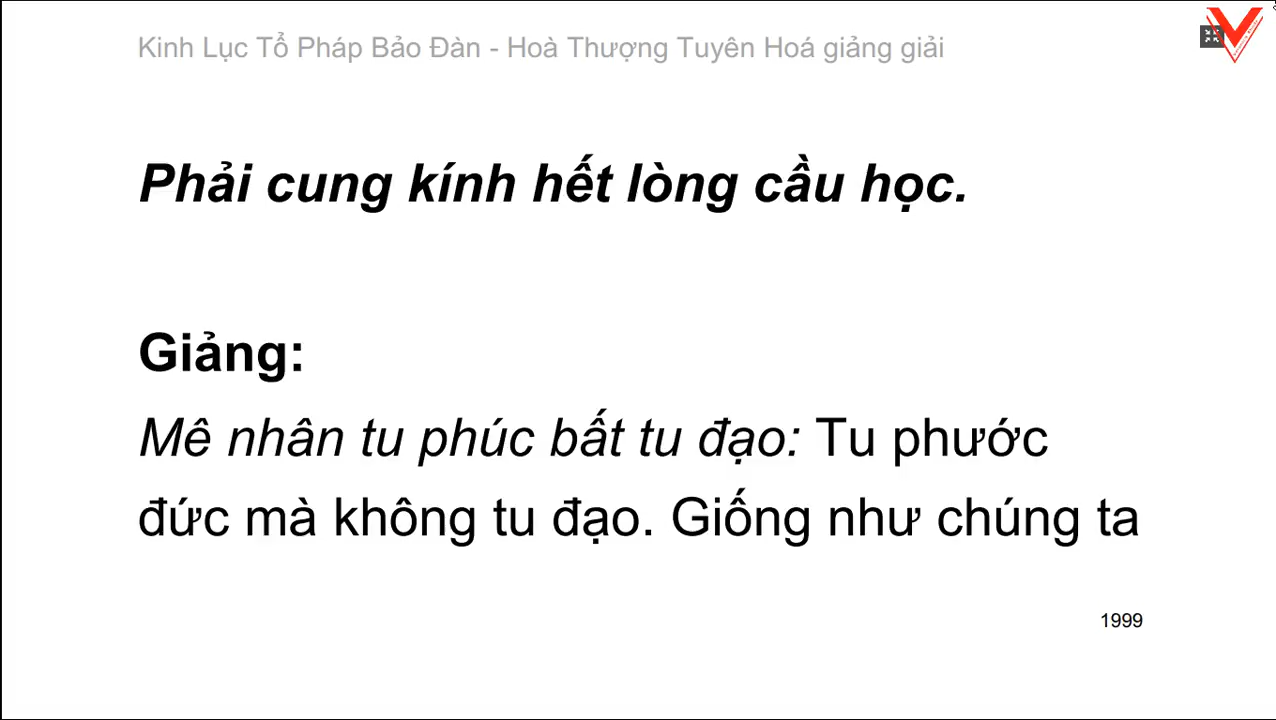 Kinh Lục Tổ Pháp Bảo Đàn - Hoà Thượng Tuyên Hoá giảng giải
Phải cung kính hết lòng cầu học.
Giảng:
Mê nhân tu phúc bất tu đạo: Tu phước
đức mà không tu đạo. Giống như chúng ta
1999